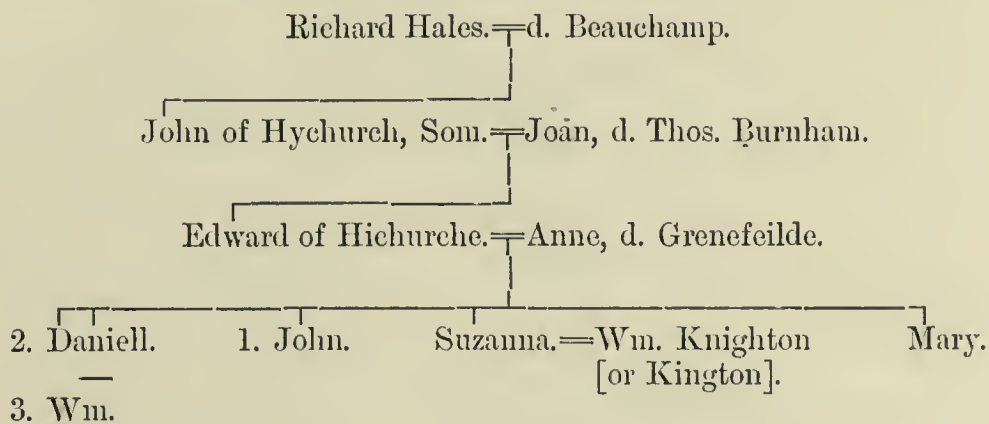 Richard Hales.=d. Beauchamp.
John of Hychurch, Som.=Joan, d. Thos. Burnham.
Edward of Hichurche.=Anne, d. Grenefeilde.
2. Daniell. 1. John. Suzanna.=Wm. Knighton Mary.
[or Kington].
3. Wm.